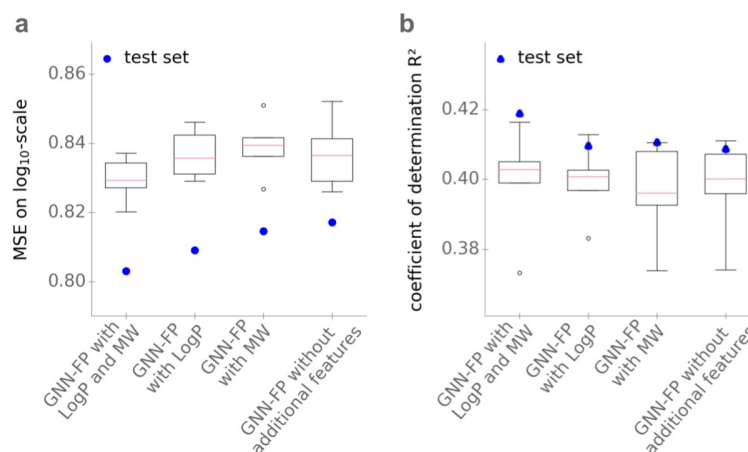 a
test set
MSE on log₁₀-scale
0.86
0.84
0.82
0.80
GNN-FP with
LogP and MW
GNN-FP
with LogP
GNN-FP
with MW
GNN-FP without
additional features
b
test set
coefficient of determination R²
0.42
0.40
0.38
GNN-FP with
LogP and MW
GNN-FP
with LogP
GNN-FP
with MW
GNN-FP without
additional features